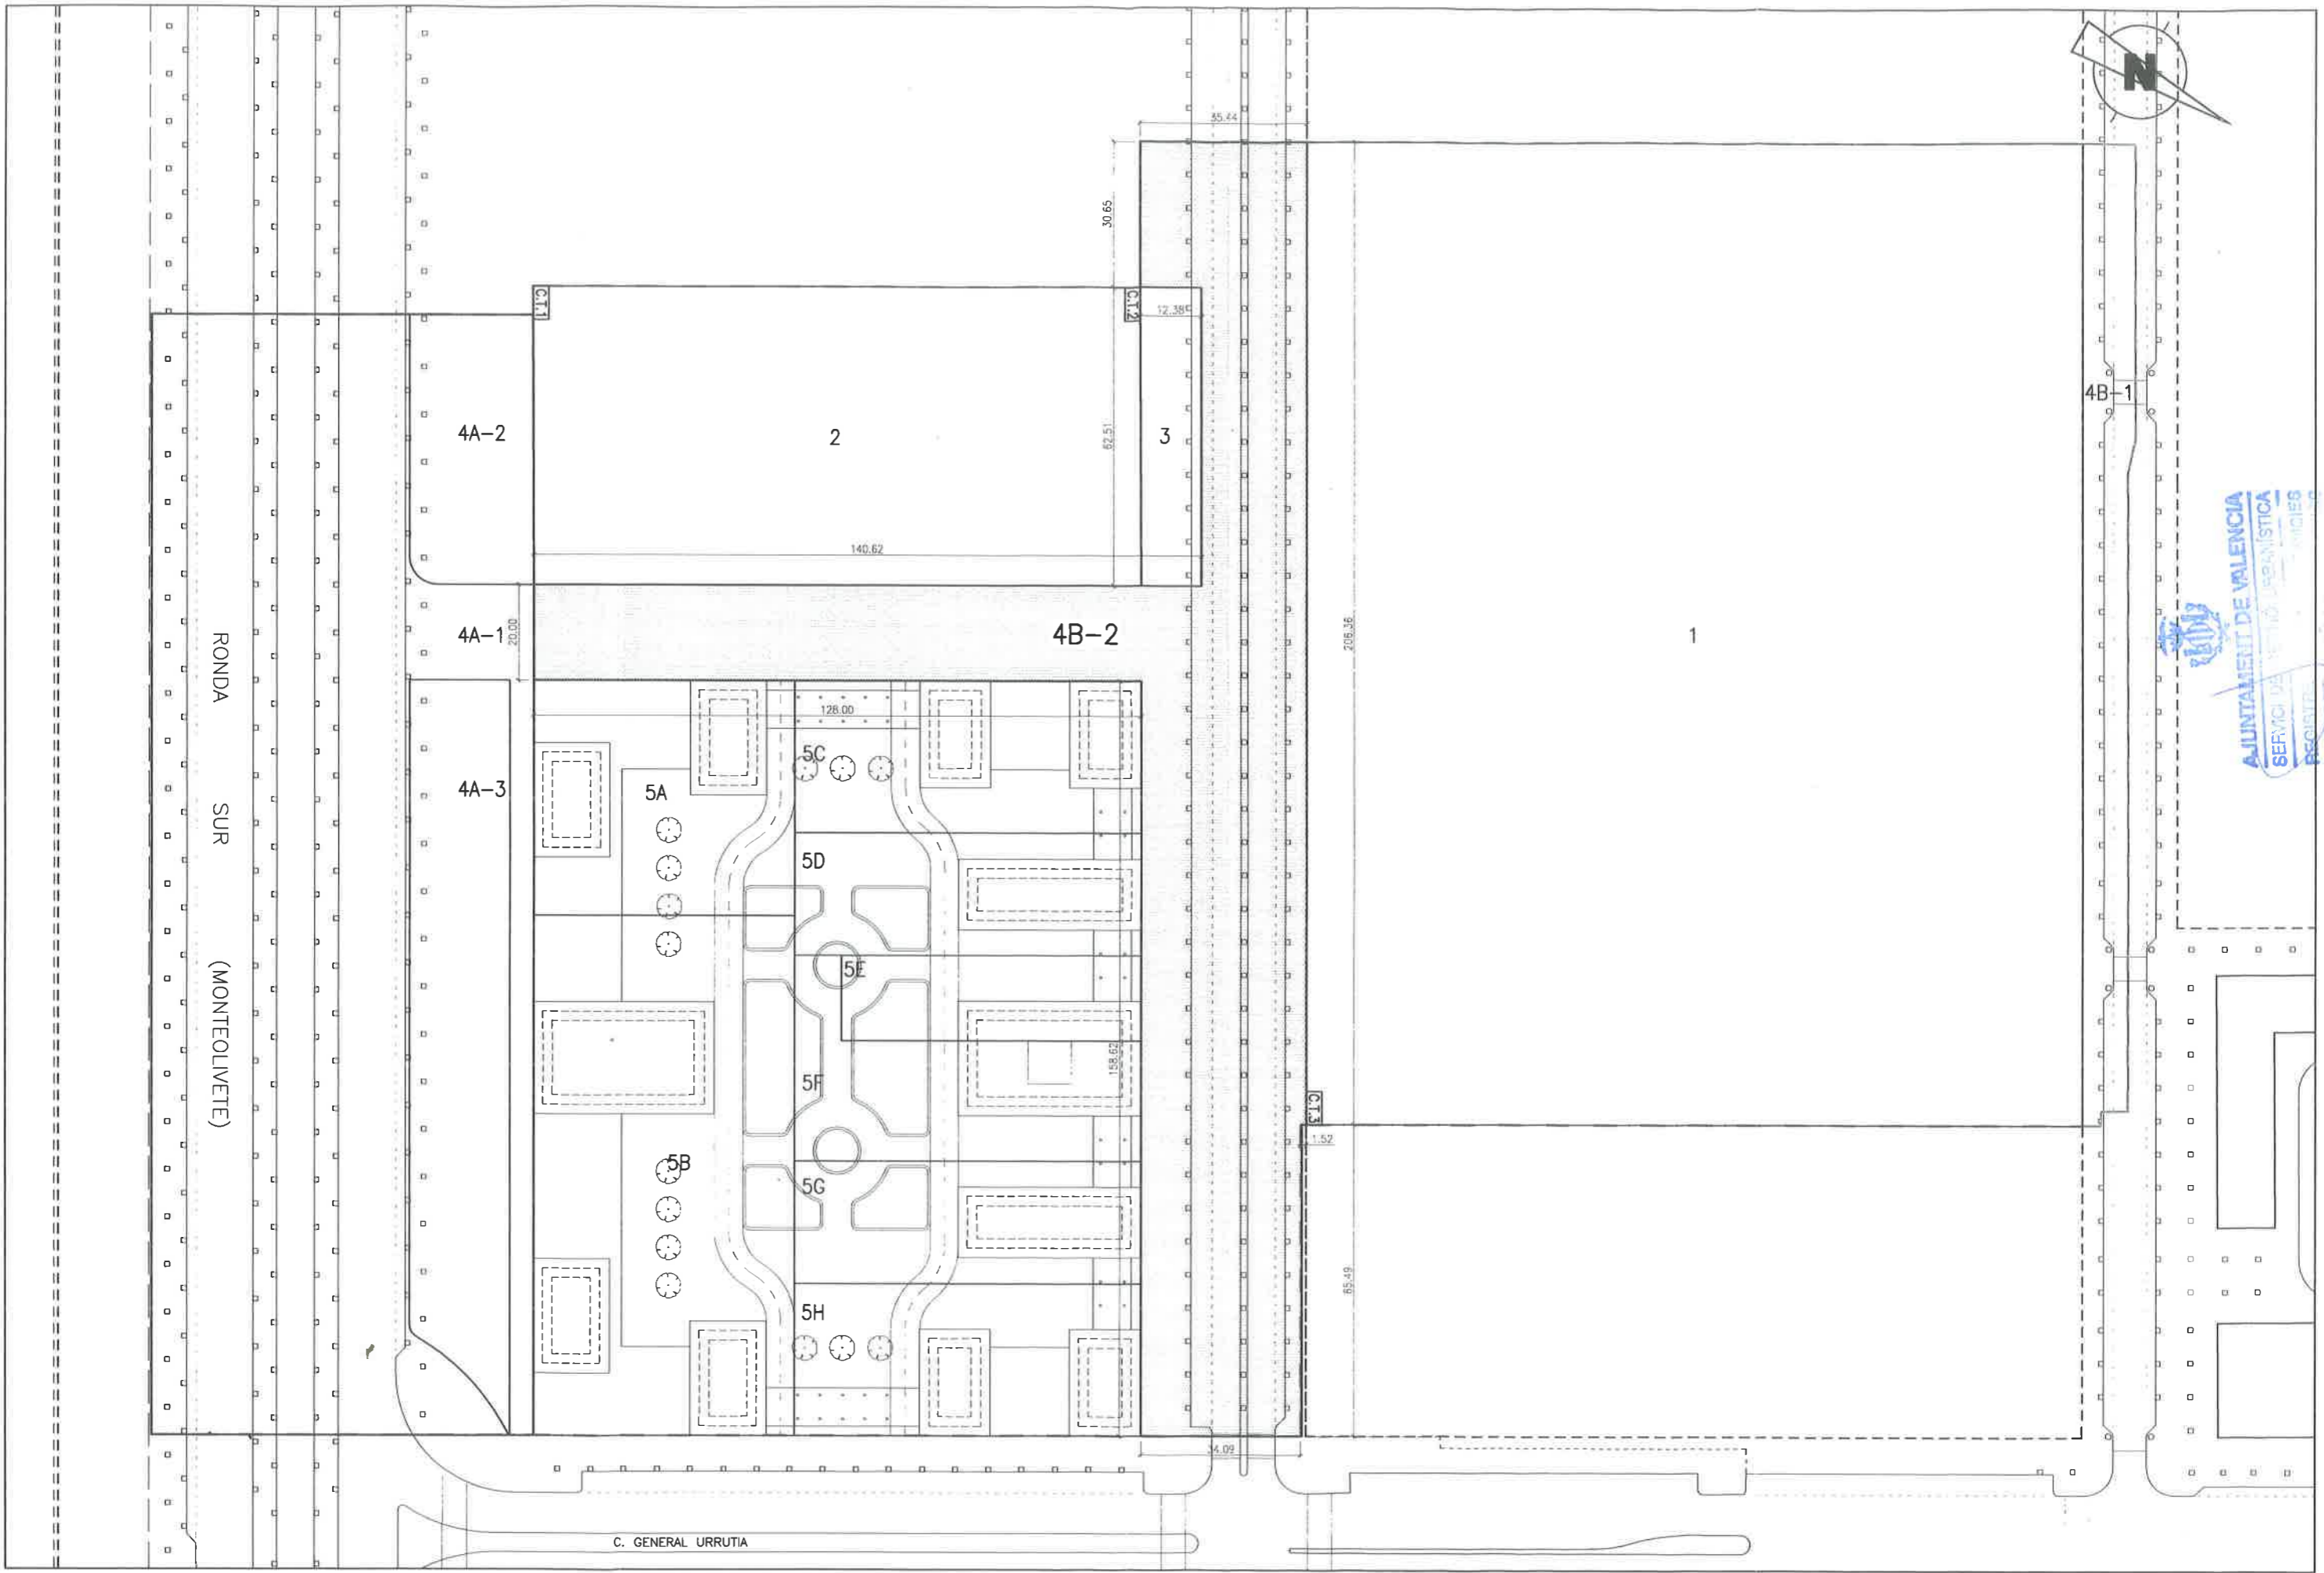 N
35.44
30.65
C.T.1
C.T.2
12.38
4A-2
2
62.51
3
4B-1
140.62
AJUNTAMENT DE VALENCIA
4A-1
20.00
4B-2
206.36
1
RONDA SUR (MONTEOLIVETE)
128.00
5C
4A-3
5A
5D
5E
158.62
5F
C.T.3
1.52
5B
5G
65.49
5H
34.09
C. GENERAL URRUTIA